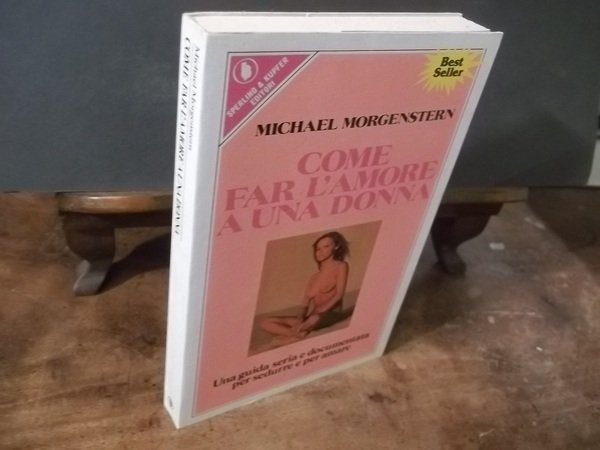 Michael Morgenstern
COME FAR L'AMORE A UNA DONNA
SPERLING & KUPFER
EDITORI
Best
Seller
MICHAEL MORGENSTERN
COME
FAR L'AMORE
A UNA DONNA
Una guida seria e documentata
per sedurre e per amare